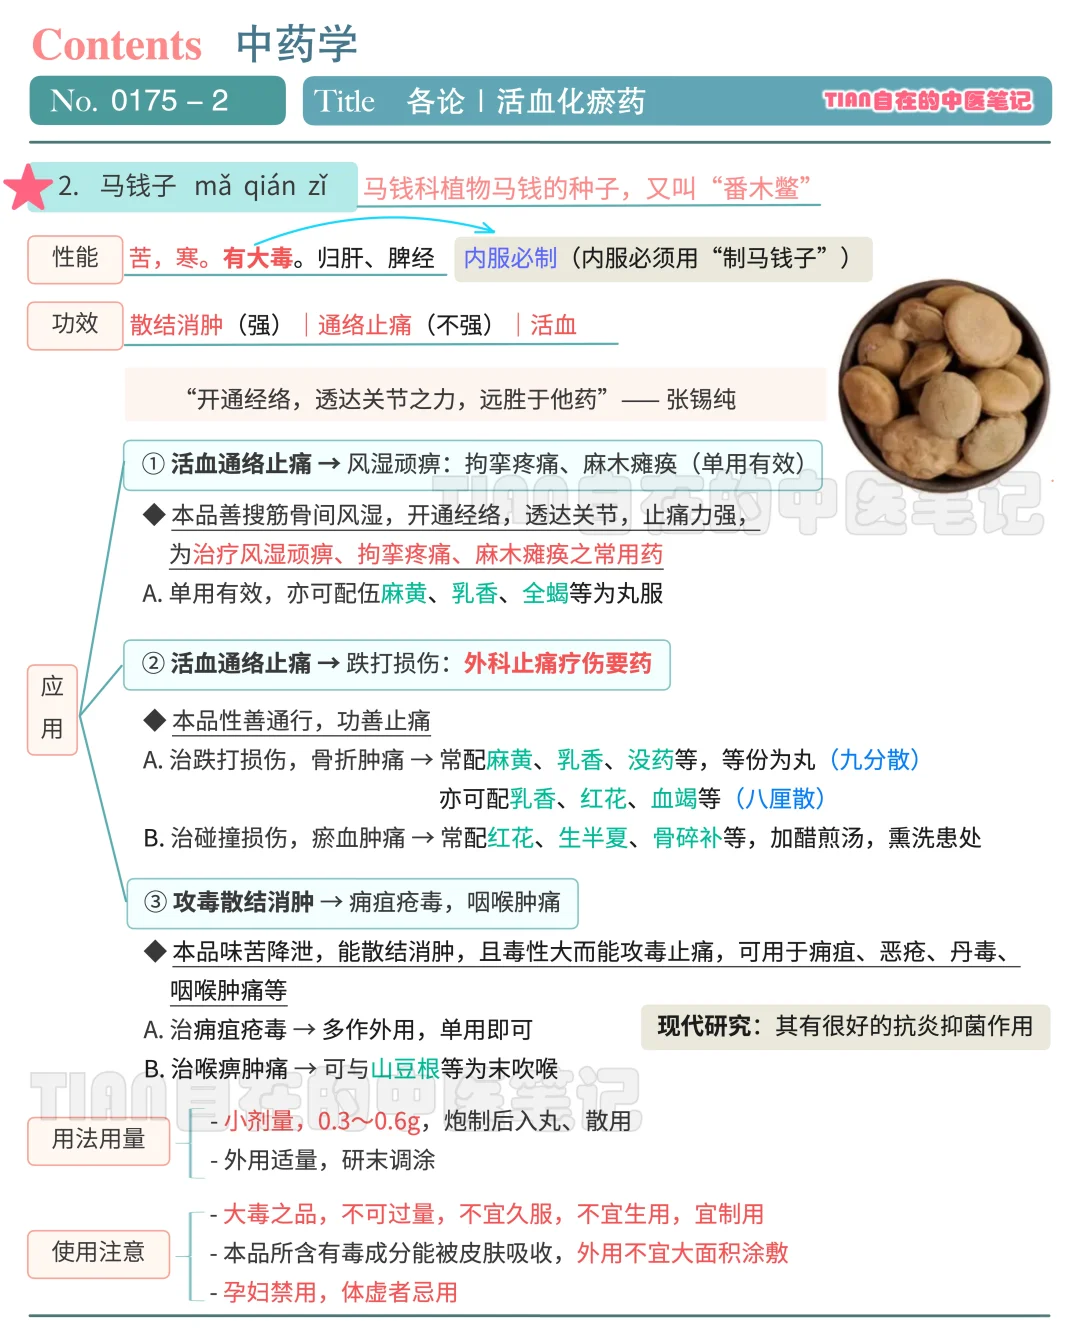 Contents 中药学
No. 0175 – 2
Title 各论 | 活血化瘀药
TIAN自在的中医笔记
2. 马钱子 mǎ qián zǐ 马钱科植物马钱的种子，又叫“番木鳖”
性能 苦，寒。有大毒。归肝、脾经 内服必制（内服必须用“制马钱子”）
功效 散结消肿（强）｜通络止痛（不强）｜活血
“开通经络，透达关节之力，远胜于他药” —— 张锡纯
应用
① 活血通络止痛 → 风湿顽痹：拘挛疼痛、麻木瘫痪（单用有效）
TIAN自在的中医笔记
◆ 本品善搜筋骨间风湿，开通经络，透达关节，止痛力强，
为治疗风湿顽痹、拘挛疼痛、麻木瘫痪之常用药
A. 单用有效，亦可配伍麻黄、乳香、全蝎等为丸服
② 活血通络止痛 → 跌打损伤：外科止痛疗伤要药
◆ 本品性善通行，功善止痛
A. 治跌打损伤，骨折肿痛 → 常配麻黄、乳香、没药等，等份为丸（九分散）
亦可配乳香、红花、血竭等（八厘散）
B. 治碰撞损伤，瘀血肿痛 → 常配红花、生半夏、骨碎补等，加醋煎汤，熏洗患处
③ 攻毒散结消肿 → 痈疽疮毒，咽喉肿痛
◆ 本品味苦降泄，能散结消肿，且毒性大而能攻毒止痛，可用于痈疽、恶疮、丹毒、
咽喉肿痛等
A. 治痈疽疮毒 → 多作外用，单用即可
现代研究：其有很好的抗炎抑菌作用
B. 治喉痹肿痛 → 可与山豆根等为末吹喉
TIAN自在的中医笔记
用法用量
- 小剂量，0.3～0.6g，炮制后入丸、散用
- 外用适量，研末调涂
使用注意
- 大毒之品，不可过量，不宜久服，不宜生用，宜制用
- 本品所含有毒成分能被皮肤吸收，外用不宜大面积涂敷
- 孕妇禁用，体虚者忌用